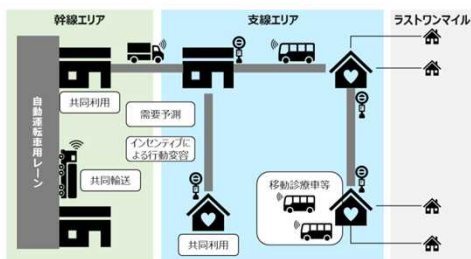 幹線エリア
支線エリア
ラストワンマイル
自動運転車用レーン
共同利用
需要予測
インセンティブに
よる行動変容
共同輸送
移動診療車等
共同利用